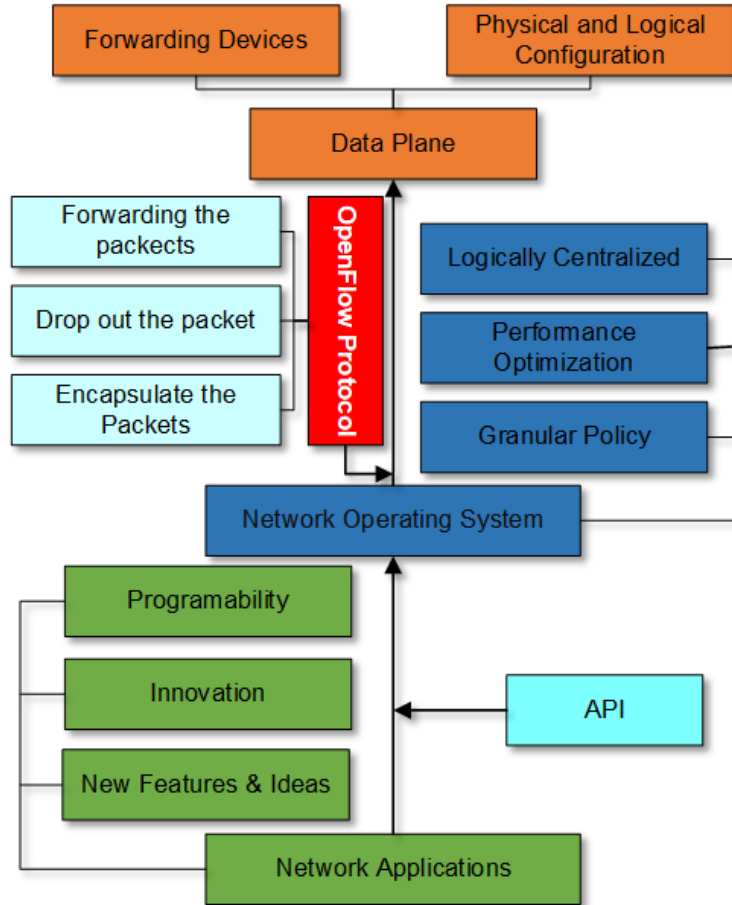 Forwarding Devices
Physical and Logical
Configuration
Data Plane
Forwarding the
packects
Drop out the packet
Encapsulate the
Packets
OpenFlow Protocol
Logically Centralized
Performance
Optimization
Granular Policy
Network Operating System
Programability
Innovation
New Features & Ideas
API
Network Applications